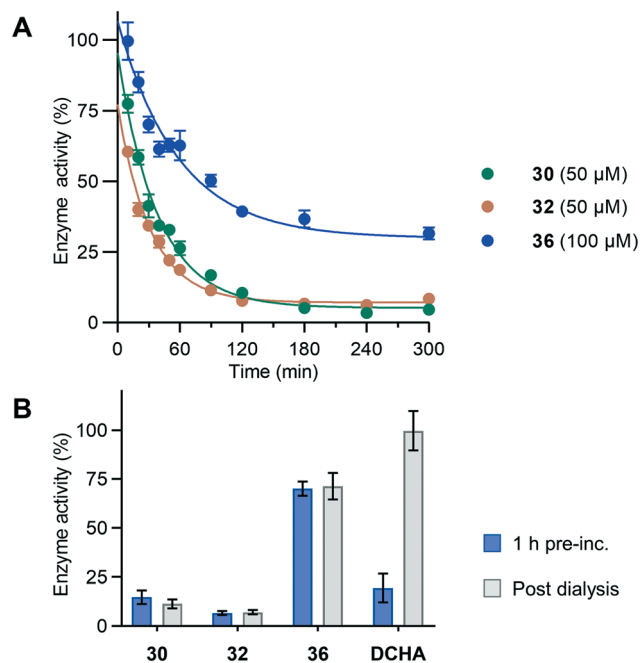 A
Enzyme activity (%)
100
75
50
25
0
0 60 120 180 240 300
Time (min)
30 (50 μM)
32 (50 μM)
36 (100 μM)
B
Enzyme activity (%)
100
75
50
25
0
30 32 36 DCHA
1 h pre-inc.
Post dialysis